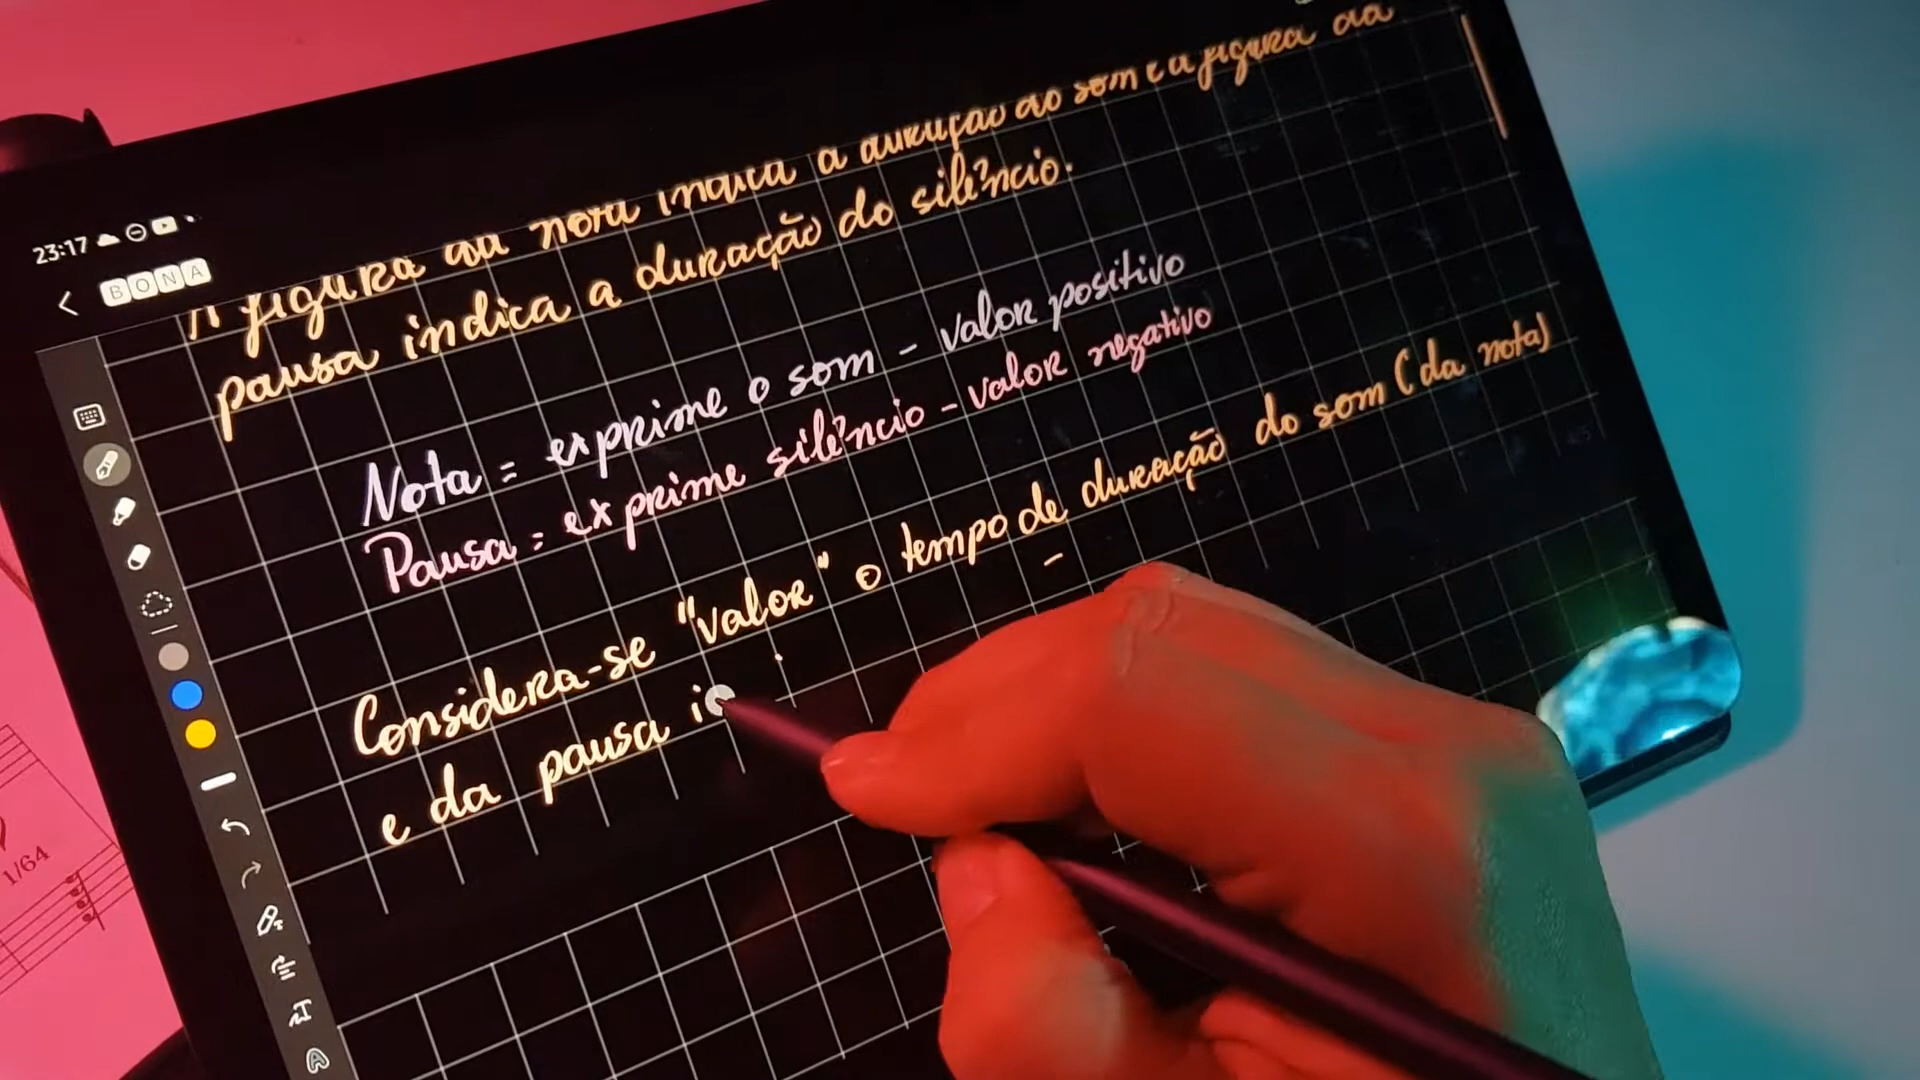 23:17
BONA
A figura da nota indica a duração do som e a figura da
pausa indica a duração do silêncio.
Nota = exprime o som - valor positivo
Pausa = exprime silêncio - valor negativo
Considera-se "valor" o tempo de duração do som (da nota)
e da pausa i
1/64